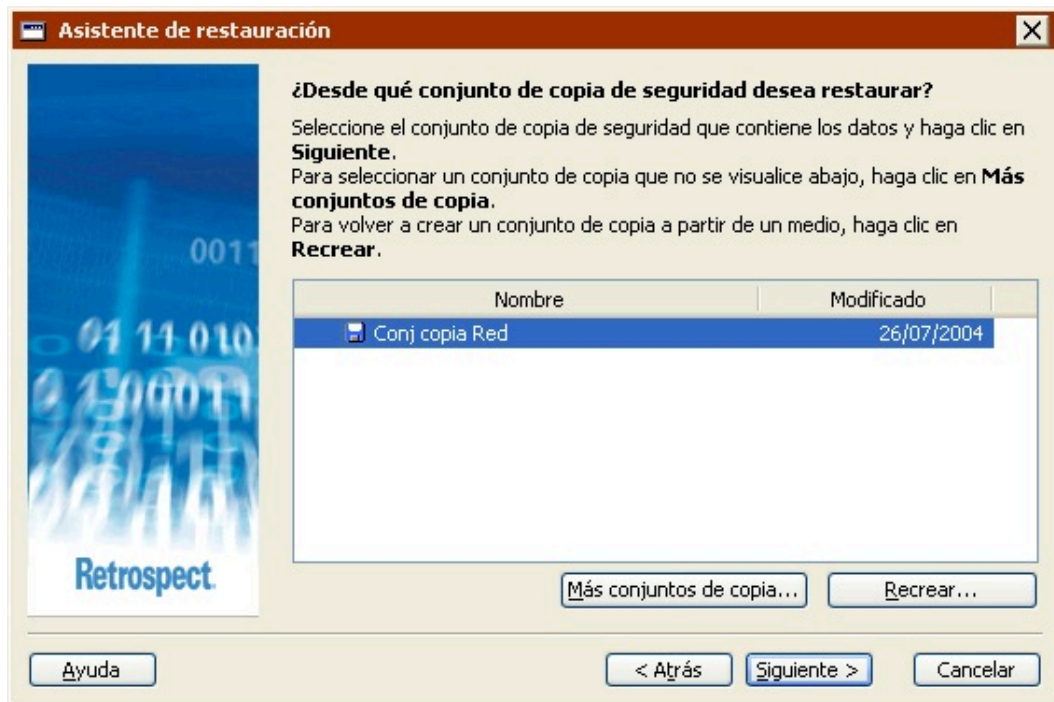 Asistente de restauración
¿Desde qué conjunto de copia de seguridad desea restaurar?
Seleccione el conjunto de copia de seguridad que contiene los datos y haga clic en
Siguiente.
Para seleccionar un conjunto de copia que no se visualice abajo, haga clic en Más
conjuntos de copia.
Para volver a crear un conjunto de copia a partir de un medio, haga clic en
Recrear.
0011
01 11 010
Retrospect.
Nombre Modificado
Conj copia Red 26/07/2004
Más conjuntos de copia... Recrear...
Ayuda < Atrás Siguiente > Cancelar